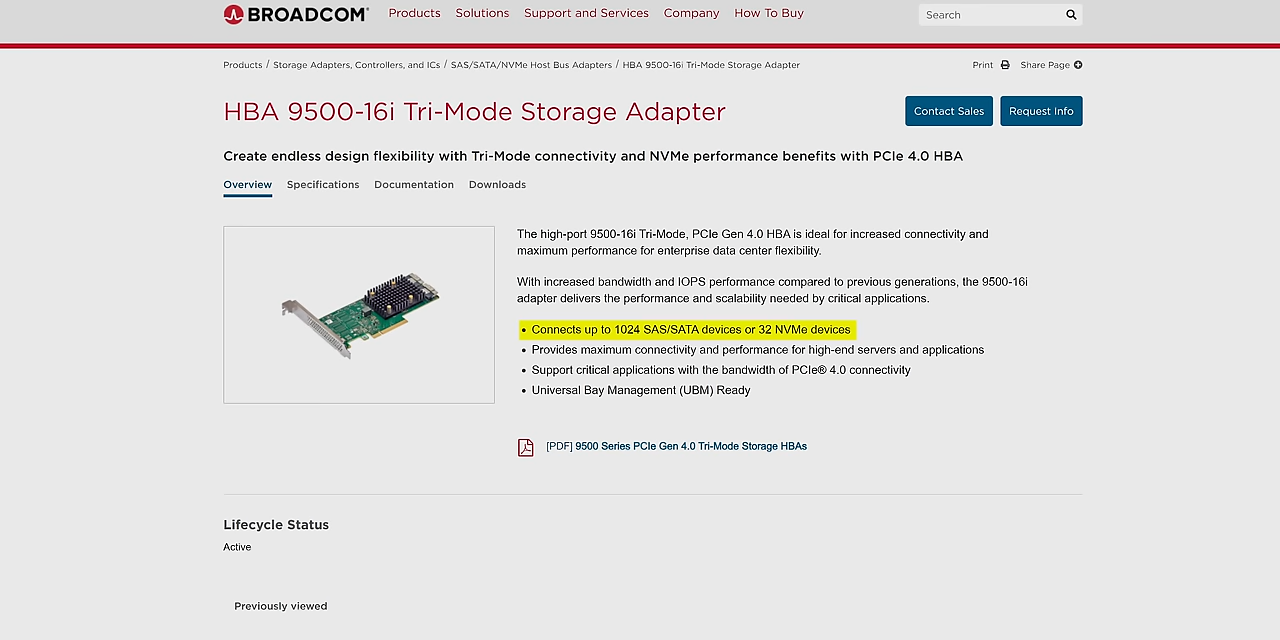 BROADCOM®
Products Solutions Support and Services Company How To Buy
Search
Products / Storage Adapters, Controllers, and ICs / SAS/SATA/NVMe Host Bus Adapters / HBA 9500-16i Tri-Mode Storage Adapter
Print Share Page
HBA 9500-16i Tri-Mode Storage Adapter
Contact Sales Request Info
Create endless design flexibility with Tri-Mode connectivity and NVMe performance benefits with PCIe 4.0 HBA
Overview Specifications Documentation Downloads
The high-port 9500-16i Tri-Mode, PCIe Gen 4.0 HBA is ideal for increased connectivity and
maximum performance for enterprise data center flexibility.
With increased bandwidth and IOPS performance compared to previous generations, the 9500-16i
adapter delivers the performance and scalability needed by critical applications.
• Connects up to 1024 SAS/SATA devices or 32 NVMe devices
• Provides maximum connectivity and performance for high-end servers and applications
• Support critical applications with the bandwidth of PCIe® 4.0 connectivity
• Universal Bay Management (UBM) Ready
[PDF] 9500 Series PCIe Gen 4.0 Tri-Mode Storage HBAs
Lifecycle Status
Active
Previously viewed